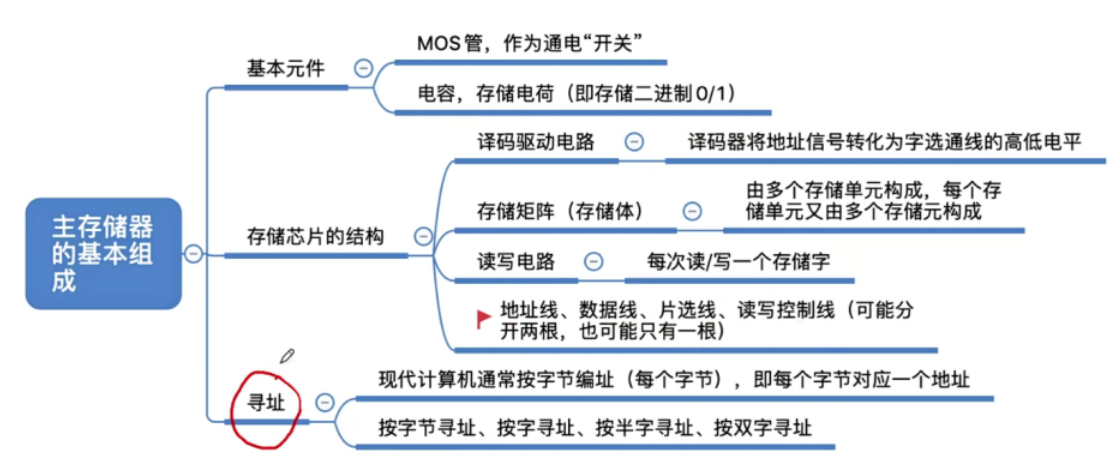 主存储器
的基本组
成
基本元件
MOS管，作为通电“开关”
电容，存储电荷（即存储二进制0/1）
存储芯片的结构
译码驱动电路
译码器将地址信号转化为字选通线的高低电平
存储矩阵（存储体）
由多个存储单元构成，每个存
储单元又由多个存储元构成
读写电路
每次读/写一个存储字
地址线、数据线、片选线、读写控制线（可能分
开两根，也可能只有一根）
寻址
现代计算机通常按字节编址（每个字节），即每个字节对应一个地址
按字节寻址、按字寻址、按半字寻址、按双字寻址